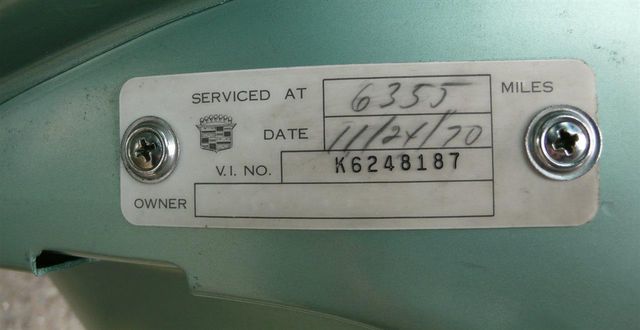 SERVICED AT 6355 MILES
DATE 11/24/70
V.I. NO. K6248187
OWNER